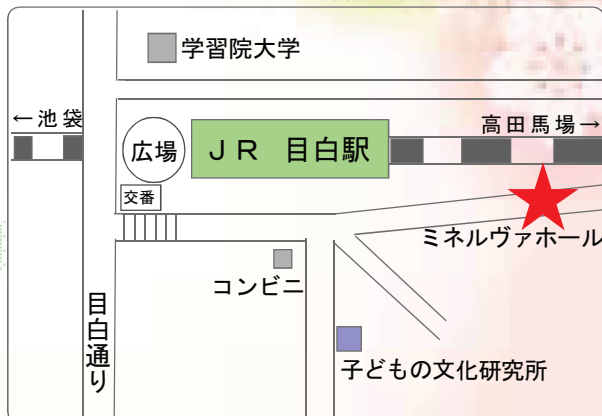 学習院大学
←池袋
高田馬場→
広場
ＪＲ 目白駅
交番
ミネルヴァホール
コンビニ
目白通り
子どもの文化研究所